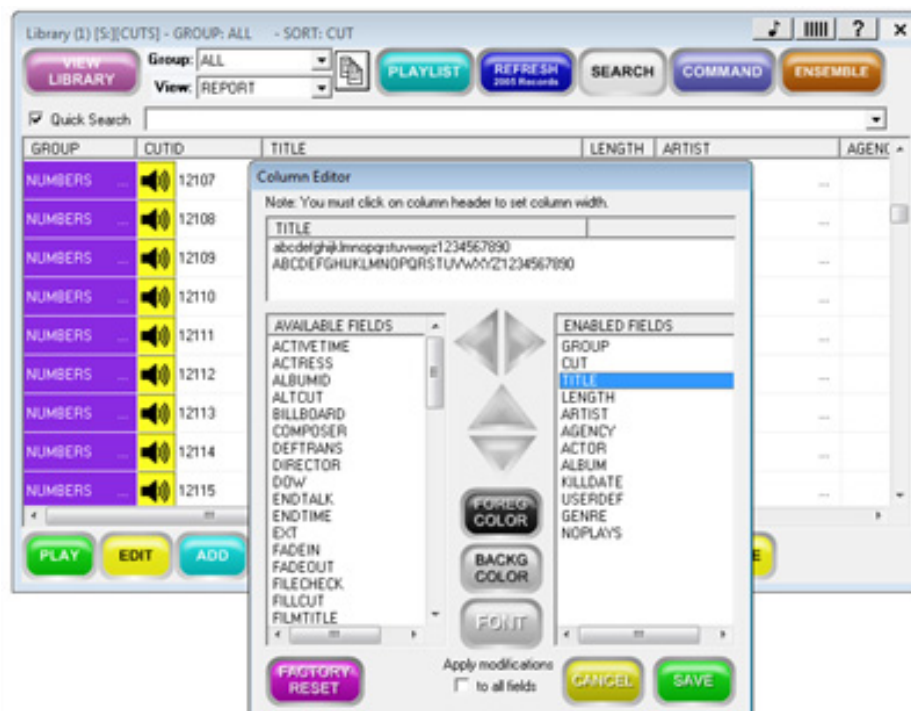 Library (1) [S:][CUTS] - GROUP: ALL - SORT: CUT
VIEW LIBRARY
Group: ALL
View: REPORT
PLAYLIST
REFRESH
2005 Records
SEARCH
COMMAND
ENSEMBLE
Quick Search
GROUP CUTID TITLE LENGTH ARTIST AGENC
NUMBERS ... 12107
NUMBERS ... 12108
NUMBERS ... 12109
NUMBERS ... 12110
NUMBERS ... 12111
NUMBERS ... 12112
NUMBERS ... 12113
NUMBERS ... 12114
NUMBERS ... 12115
PLAY
EDIT
ADD
E
Column Editor
Note: You must click on column header to set column width.
TITLE
abcdefghijklmnopqrstuvwxyz1234567890
ABCDEFGHIJKLMNOPQRSTUVWXYZ1234567890
AVAILABLE FIELDS
ACTIVETIME
ACTRESS
ALBUMID
ALTCUT
BILLBOARD
COMPOSER
DEFTRANS
DIRECTOR
DOW
ENDTALK
ENDTIME
EXT
FADEIN
FADEOUT
FILECHECK
FILLCUT
FILMTITLE
FOREG COLOR
BACKG COLOR
FONT
ENABLED FIELDS
GROUP
CUT
TITLE
LENGTH
ARTIST
AGENCY
ACTOR
ALBUM
KILLDATE
USERDEF
GENRE
NOPLAYS
FACTORY RESET
Apply modifications
to all fields
CANCEL
SAVE